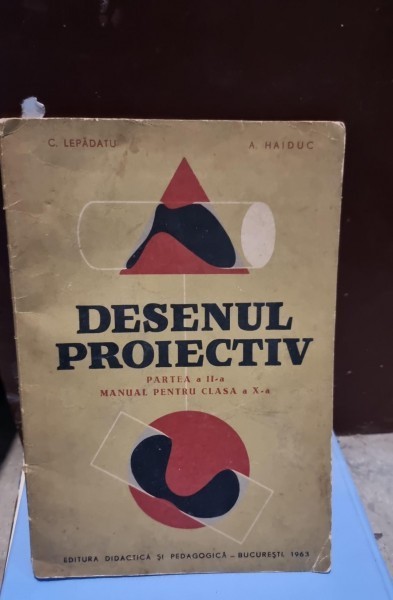 C. LEPĂDATU A. HAIDUC
DESENUL
PROIECTIV
PARTEA a II-a
MANUAL PENTRU CLASA a X-a
EDITURA DIDACTICĂ ȘI PEDAGOGICĂ – BUCUREȘTI, 1963